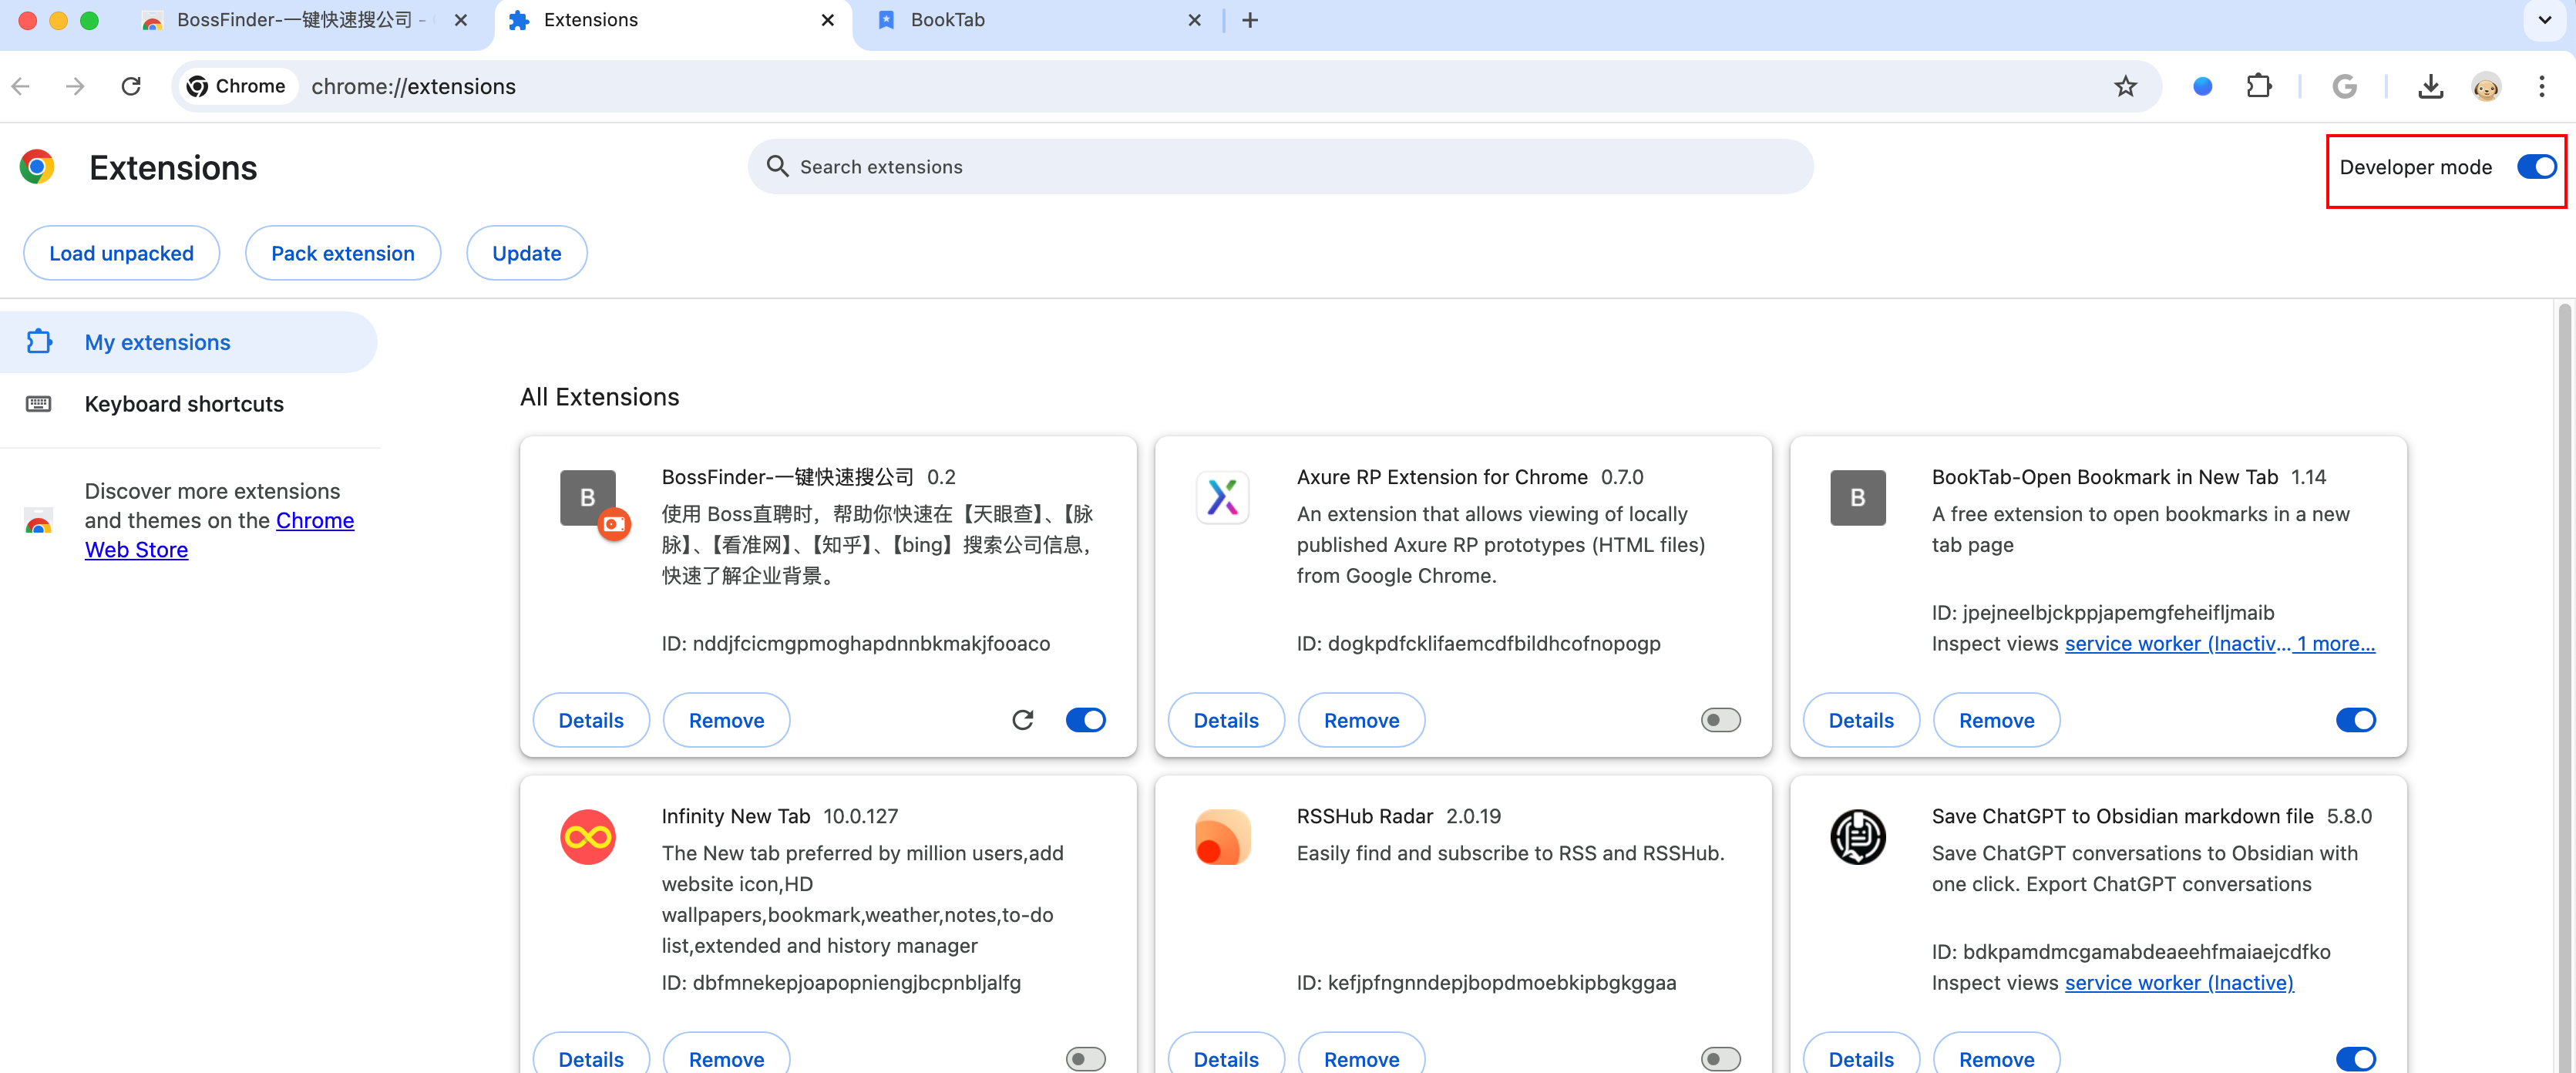 BossFinder-一键快速搜公司 -
Extensions
BookTab
Chrome
chrome://extensions
Extensions
Search extensions
Developer mode
Load unpacked
Pack extension
Update
My extensions
Keyboard shortcuts
Discover more extensions
and themes on the Chrome
Web Store
All Extensions
B
BossFinder-一键快速搜公司 0.2
使用 Boss直聘时，帮助你快速在【天眼查】、【脉
脉】、【看准网】、【知乎】、【bing】搜索公司信息，
快速了解企业背景。
ID: nddjfcicmgpmoghapdnnbkmakjfooaco
Details
Remove
Axure RP Extension for Chrome 0.7.0
An extension that allows viewing of locally
published Axure RP prototypes (HTML files)
from Google Chrome.
ID: dogkpdfcklifaemcdfbildhcofnopogp
Details
Remove
B
BookTab-Open Bookmark in New Tab 1.14
A free extension to open bookmarks in a new
tab page
ID: jpejneelbjckppjapemgfeheifljmaib
Inspect views service worker (Inactiv... 1 more...
Details
Remove
Infinity New Tab 10.0.127
The New tab preferred by million users,add
website icon,HD
wallpapers,bookmark,weather,notes,to-do
list,extended and history manager
ID: dbfmnekepjoapopniengjbcpnbljalfg
Details
Remove
RSSHub Radar 2.0.19
Easily find and subscribe to RSS and RSSHub.
ID: kefjpfngnndepjbopdmoebkipbgkggaa
Details
Remove
Save ChatGPT to Obsidian markdown file 5.8.0
Save ChatGPT conversations to Obsidian with
one click. Export ChatGPT conversations
ID: bdkpamdmcgamabdeaeehfmaiaejcdfko
Inspect views service worker (Inactive)
Details
Remove